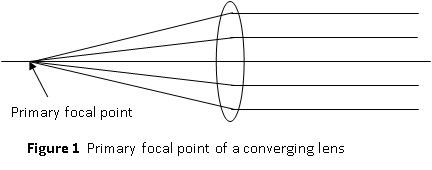 Primary focal point
Figure 1 Primary focal point of a converging lens